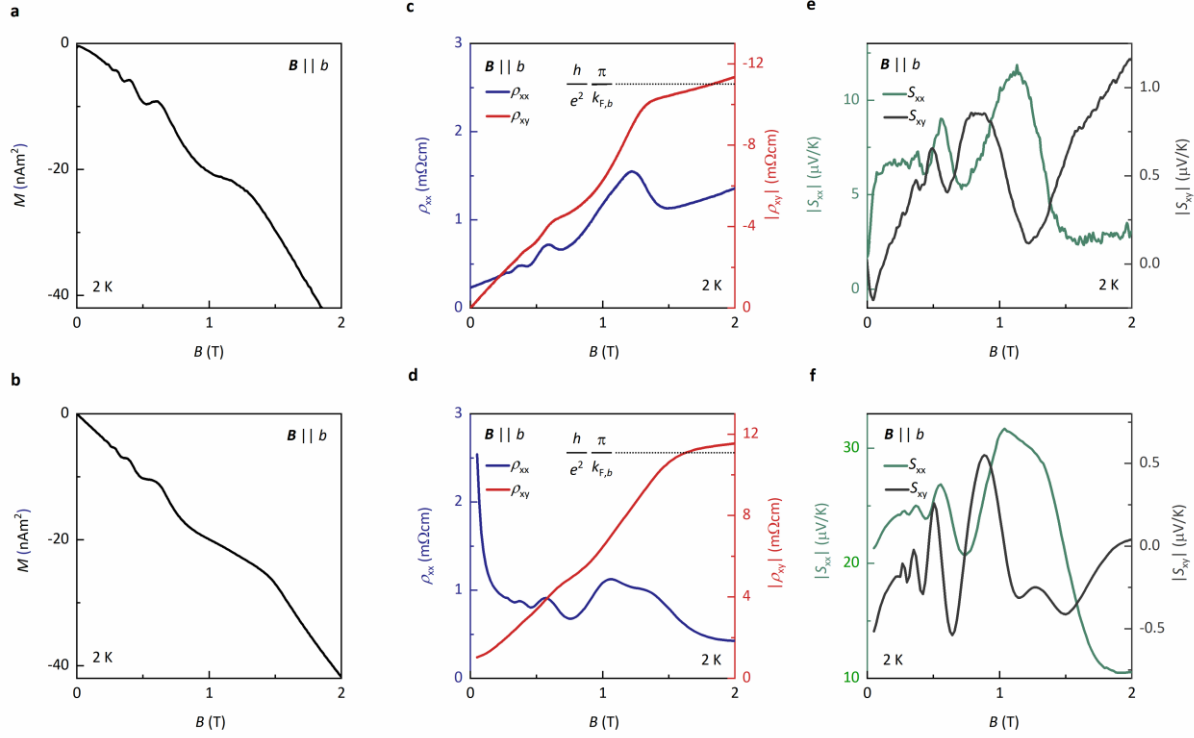 a
0
-20
-40
M (nAm²)
B || b
2 K
0
1
2
B (T)
c
3
2
1
0
ρxx (mΩcm)
B || b
ρxx
ρxy
h/e² π/kF,b
-12
-8
-4
0
|ρxy| (mΩcm)
2 K
0
1
2
B (T)
e
10
5
0
|Sxx| (μV/K)
B || b
Sxx
Sxy
1.0
0.5
0.0
|Sxy| (μV/K)
2 K
0
1
2
B (T)
b
0
-20
-40
M (nAm²)
B || b
2 K
0
1
2
B (T)
d
3
2
1
0
ρxx (mΩcm)
B || b
ρxx
ρxy
h/e² π/kF,b
12
8
4
0
|ρxy| (mΩcm)
2 K
0
1
2
B (T)
f
30
20
10
|Sxx| (μV/K)
B || b
Sxx
Sxy
0.5
0.0
-0.5
|Sxy| (μV/K)
2 K
0
1
2
B (T)